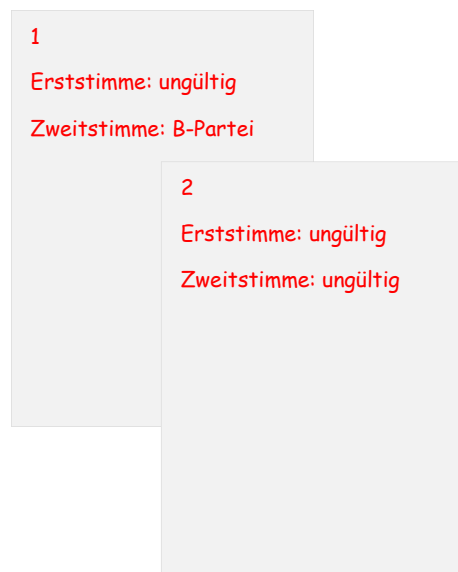 1
Erststimme: ungültig
Zweitstimme: B-Partei
2
Erststimme: ungültig
Zweitstimme: ungültig